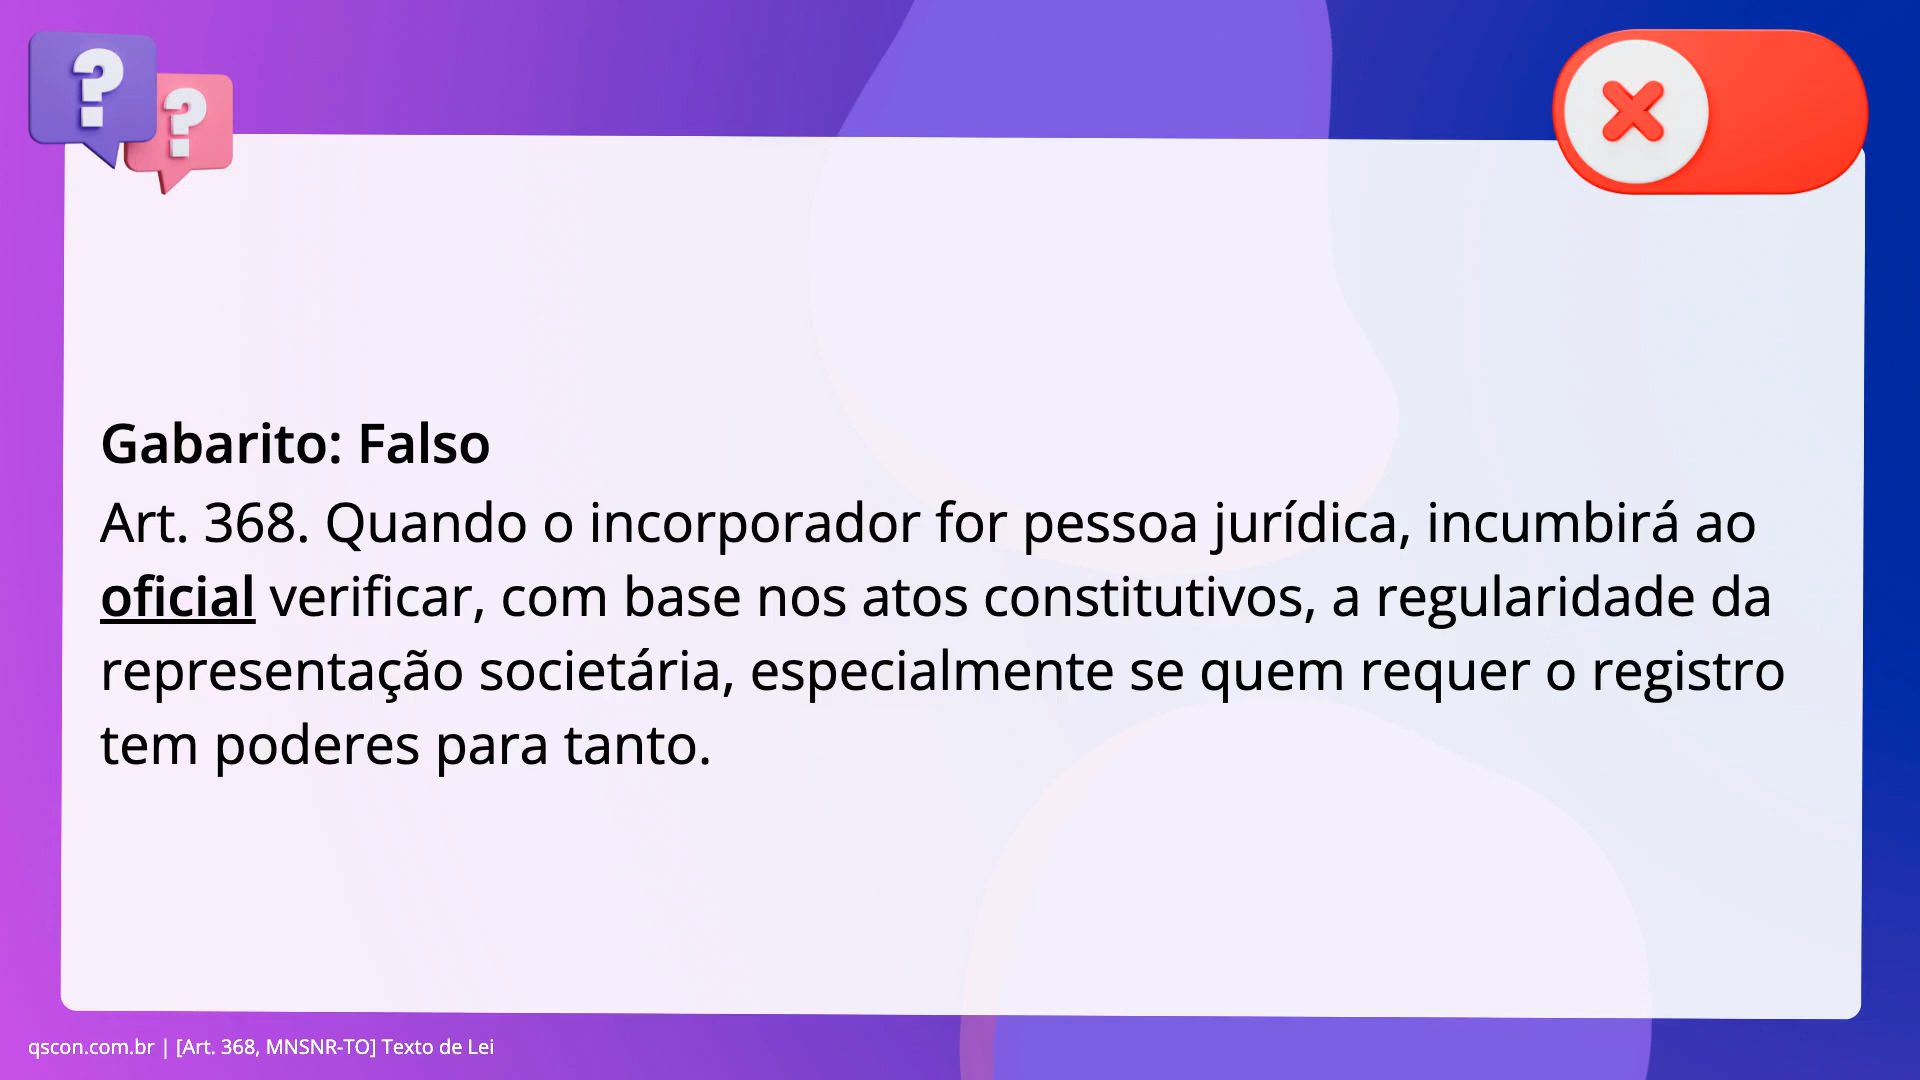 ?
?
Gabarito: Falso
Art. 368. Quando o incorporador for pessoa jurídica, incumbirá ao
oficial verificar, com base nos atos constitutivos, a regularidade da
representação societária, especialmente se quem requer o registro
tem poderes para tanto.
qscon.com.br | [Art. 368, MNSNR-TO] Texto de Lei